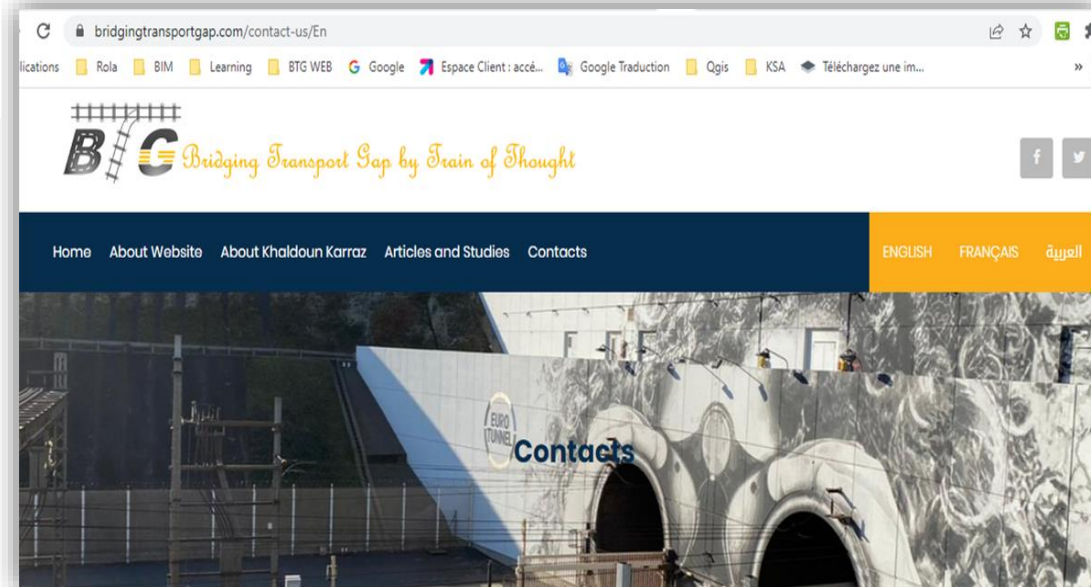 bridgingtransportgap.com/contact-us/En
lications Rola BIM Learning BTG WEB Google Espace Client : accé... Google Traduction Qgis KSA Téléchargez une im... »
BTG Bridging Transport Gap by Train of Thought
f
Home About Website About Khaldoun Karraz Articles and Studies Contacts ENGLISH FRANÇAIS العربية
EURO
TUNNEL
Contacts